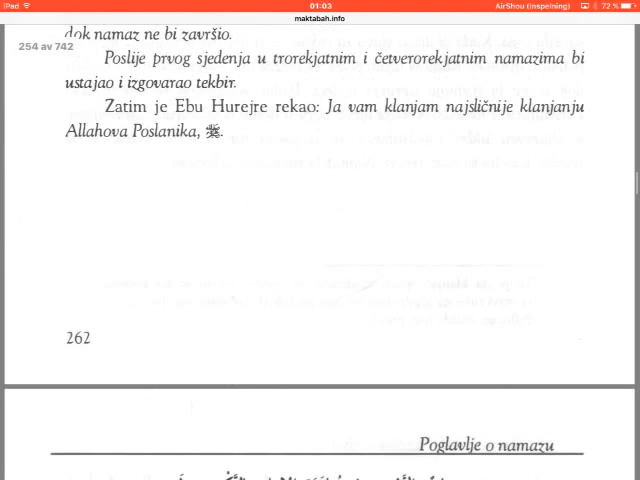 iPad 01:03 AirShou (inspelning) 72 %
maktabah.info
254 av 742
dok namaz ne bi završio.
Poslije prvog sjedenja u trorekjatnim i četverorekjatnim namazima bi
ustajao i izgovarao tekbir.
Zatim je Ebu Hurejre rekao: Ja vam klanjam najsličnije klanjanju
Allahova Poslanika, ﷺ.
262
Poglavlje o namazu